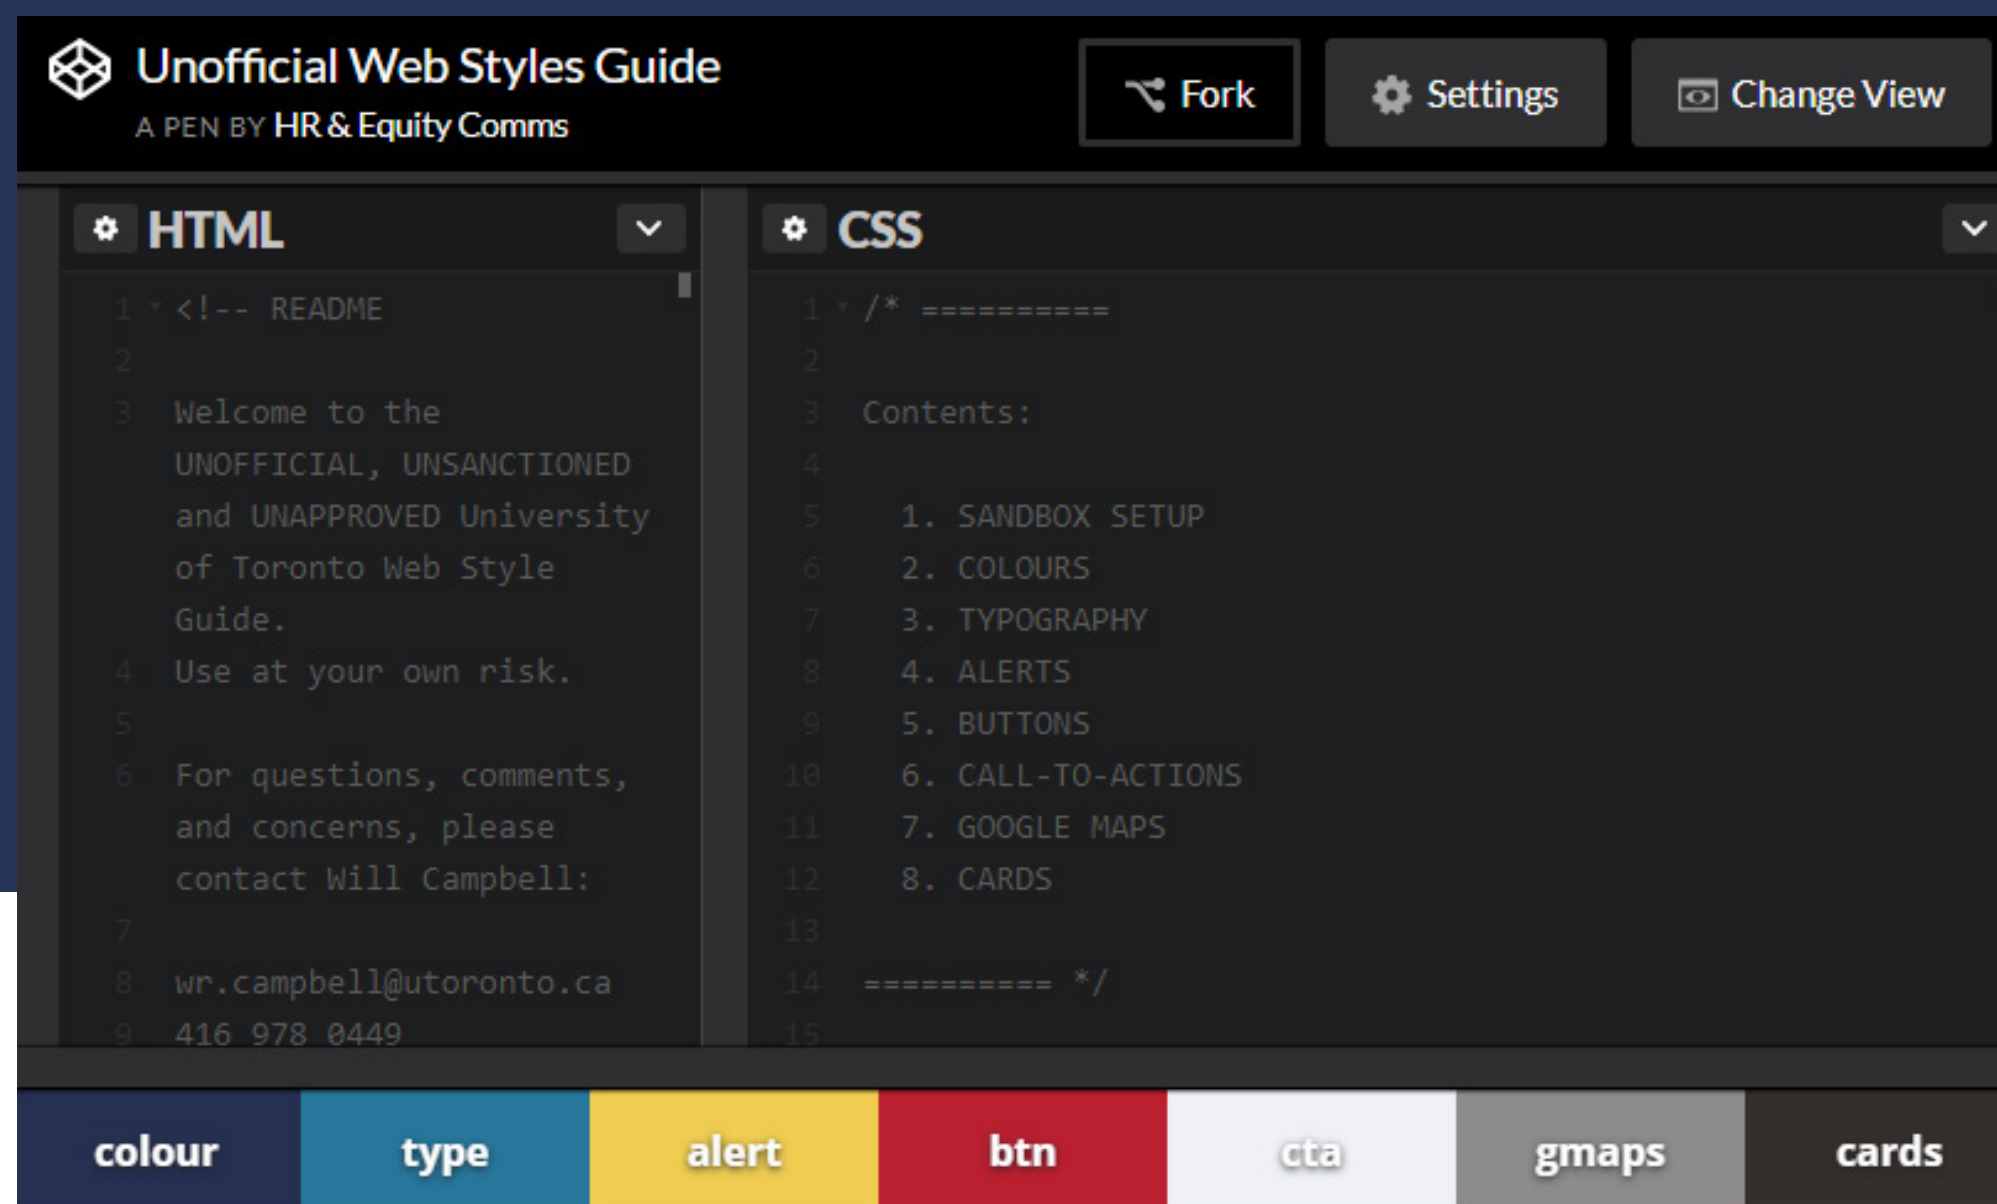 Unofficial Web Styles Guide
A PEN BY HR & Equity Comms
Fork
Settings
Change View
HTML
1 <!-- README
2
3 Welcome to the
UNOFFICIAL, UNSANCTIONED
and UNAPPROVED University
of Toronto Web Style
Guide.
4 Use at your own risk.
5
6 For questions, comments,
and concerns, please
contact Will Campbell:
7
8 wr.campbell@utoronto.ca
9 416 978 0449
CSS
1 /* ==========
2
3 Contents:
4
5 1. SANDBOX SETUP
6 2. COLOURS
7 3. TYPOGRAPHY
8 4. ALERTS
9 5. BUTTONS
10 6. CALL-TO-ACTIONS
11 7. GOOGLE MAPS
12 8. CARDS
13
14 ========== */
15
colour
type
alert
btn
cta
gmaps
cards